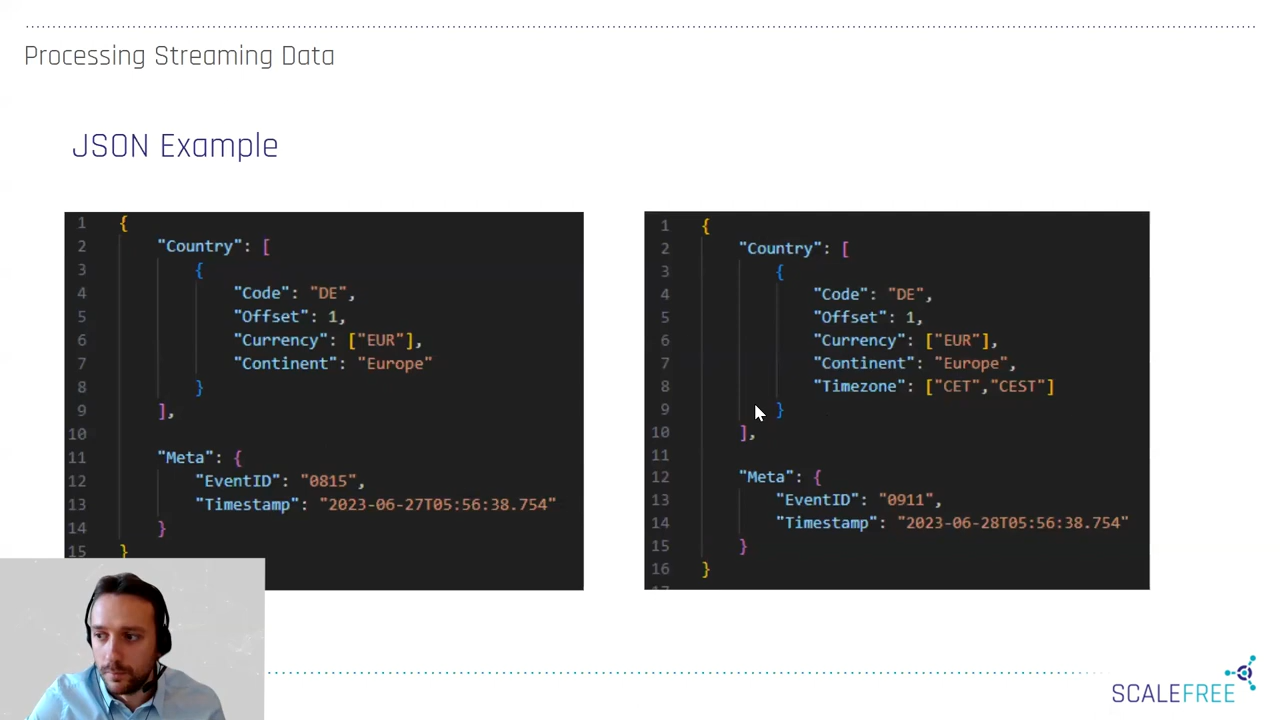 Processing Streaming Data
JSON Example
1 {
2 "Country": [
3 {
4 "Code": "DE",
5 "Offset": 1,
6 "Currency": ["EUR"],
7 "Continent": "Europe"
8 }
9 ],
10
11 "Meta": {
12 "EventID": "0815",
13 "Timestamp": "2023-06-27T05:56:38.754"
14 }
15 }
1 {
2 "Country": [
3 {
4 "Code": "DE",
5 "Offset": 1,
6 "Currency": ["EUR"],
7 "Continent": "Europe",
8 "Timezone": ["CET","CEST"]
9 }
10 ],
11
12 "Meta": {
13 "EventID": "0911",
14 "Timestamp": "2023-06-28T05:56:38.754"
15 }
16 }
17
SCALEFREE